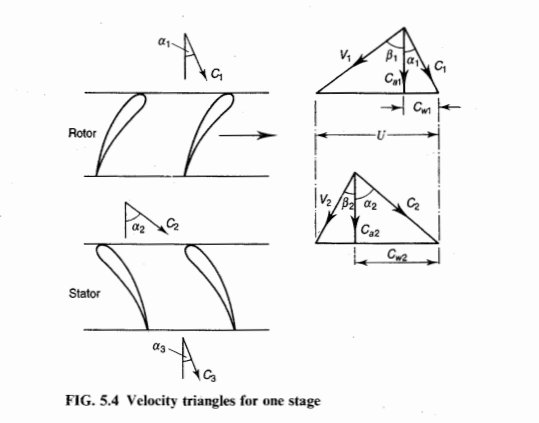 α1
C1
Rotor
α2
C2
Stator
α3
C3
V1
β1
α1
C1
Ca1
Cw1
U
V2
β2
α2
C2
Ca2
Cw2
FIG. 5.4 Velocity triangles for one stage